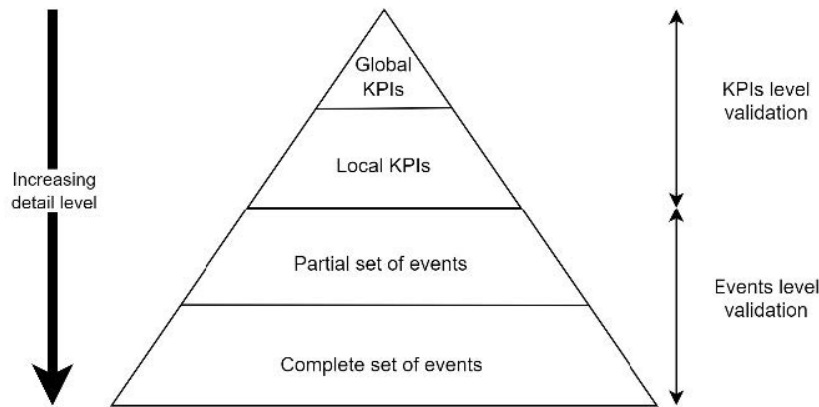 Global
KPIs
Local KPIs
Partial set of events
Complete set of events
Increasing
detail level
KPIs level
validation
Events level
validation